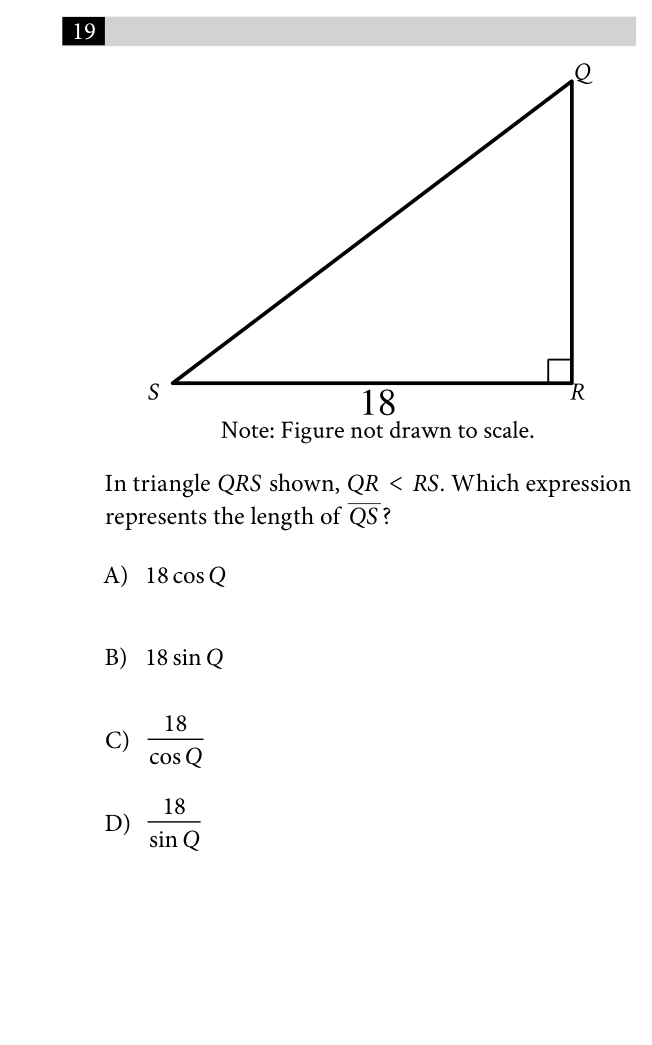 19
Q
S
R
18
Note: Figure not drawn to scale.
In triangle QRS shown, QR < RS. Which expression
represents the length of Q̅S̅?
A) 18 cos Q
B) 18 sin Q
C) 18
cos Q
D) 18
sin Q